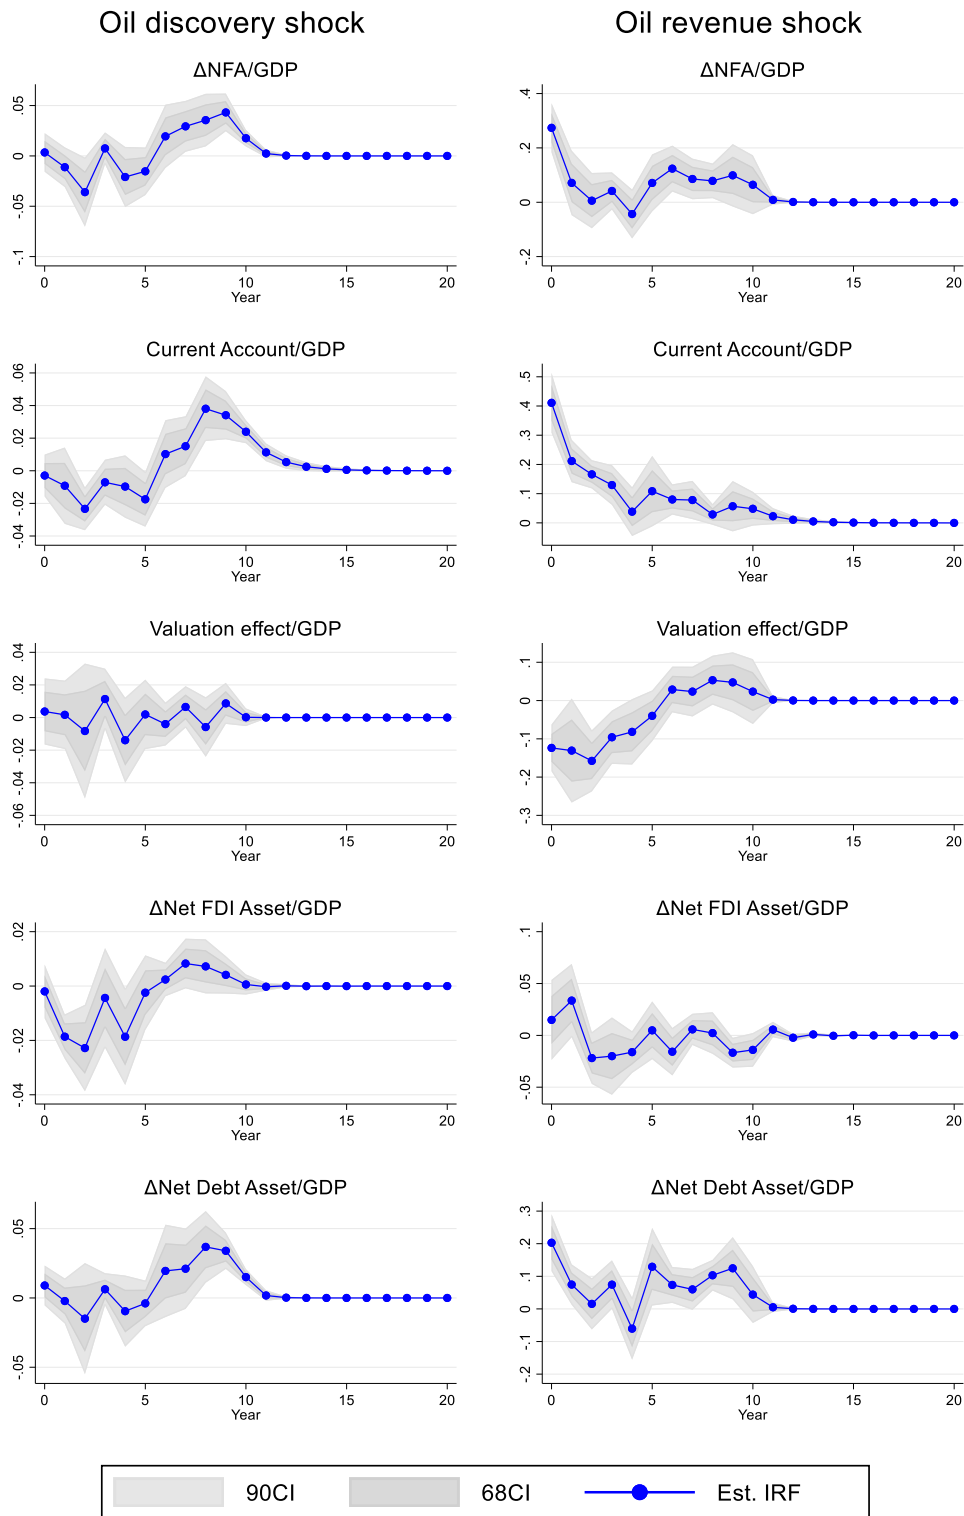 Oil discovery shock
Oil revenue shock
ΔNFA/GDP
.05
0
-.05
-.1
0 5 10 15 20
Year
ΔNFA/GDP
.4
.2
0
-.2
0 5 10 15 20
Year
Current Account/GDP
.06
.04
.02
0
-.02
-.04
0 5 10 15 20
Year
Current Account/GDP
.5
.4
.3
.2
.1
0
0 5 10 15 20
Year
Valuation effect/GDP
.04
.02
0
-.02
-.04
-.06
0 5 10 15 20
Year
Valuation effect/GDP
.1
0
-.1
-.2
-.3
0 5 10 15 20
Year
ΔNet FDI Asset/GDP
.02
0
-.02
-.04
0 5 10 15 20
Year
ΔNet FDI Asset/GDP
.1
.05
0
-.05
0 5 10 15 20
Year
ΔNet Debt Asset/GDP
.05
0
-.05
0 5 10 15 20
Year
ΔNet Debt Asset/GDP
.3
.2
.1
0
-.1
-.2
0 5 10 15 20
Year
90CI 68CI Est. IRF